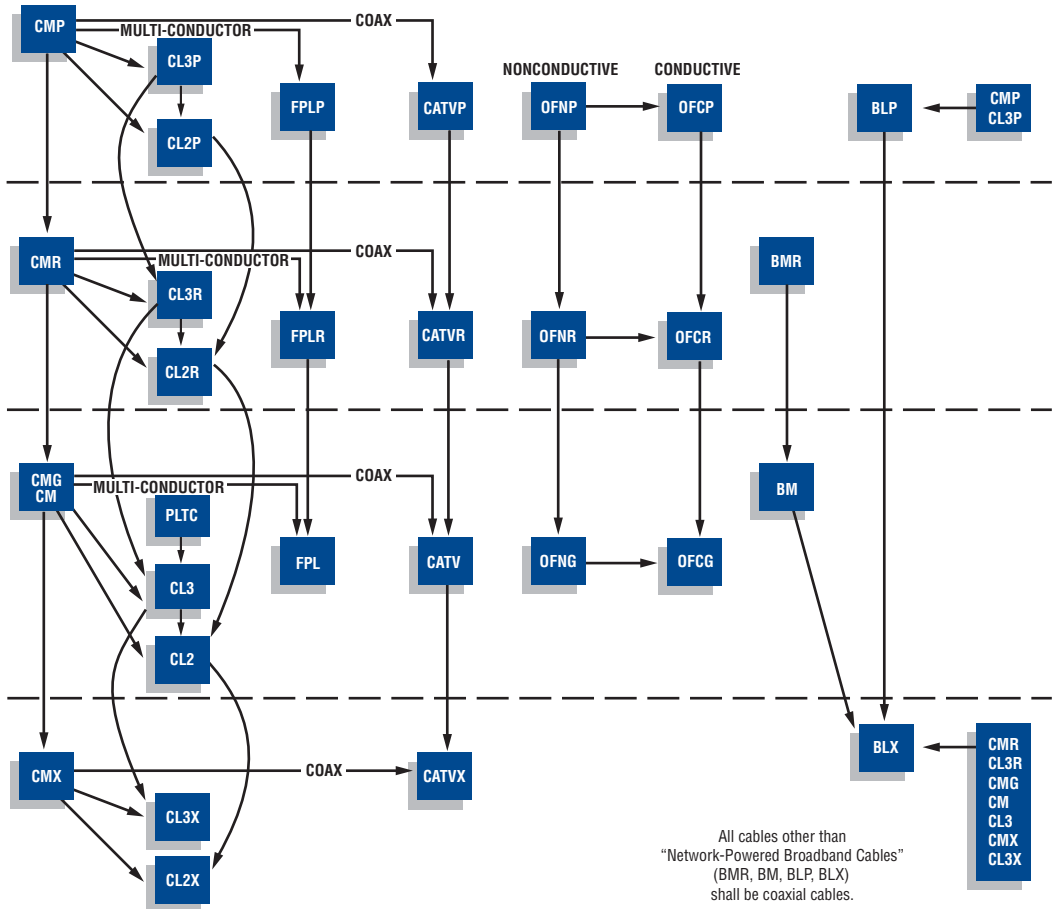 COAX
CMP
MULTI-CONDUCTOR
CL3P
NONCONDUCTIVE
CONDUCTIVE
FPLP
CATVP
OFNP
OFCP
BLP
CMP
CL3P
CL2P
CMR
COAX
MULTI-CONDUCTOR
BMR
CL3R
FPLR
CATVR
OFNR
OFCR
CL2R
COAX
CMG
CM
MULTI-CONDUCTOR
BM
PLTC
FPL
CATV
OFNG
OFCG
CL3
CL2
CMX
COAX
CATVX
BLX
CMR
CL3R
CMG
CM
CL3
CMX
CL3X
CL3X
CL2X
All cables other than
“Network-Powered Broadband Cables”
(BMR, BM, BLP, BLX)
shall be coaxial cables.